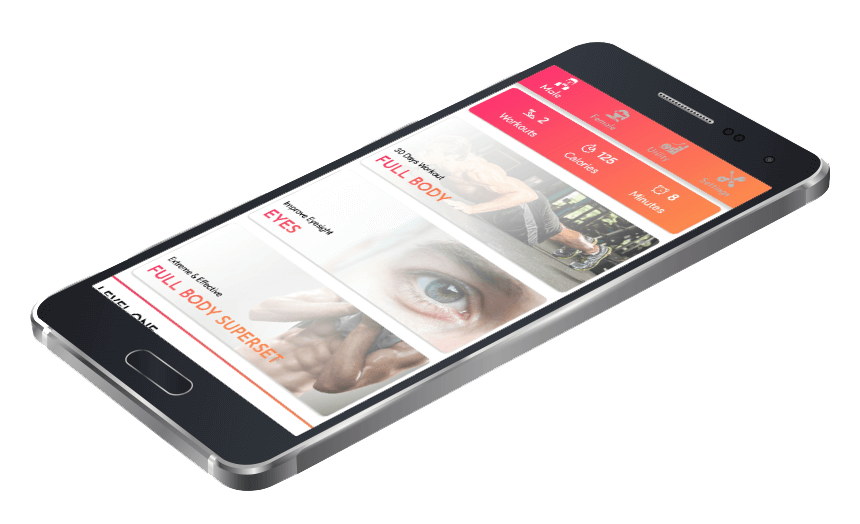 Male
Female
Utility
Settings
2
Workouts
125
Calories
8
Minutes
30 Days Workout
FULL BODY
Improve Eyesight
EYES
Extreme & Effective
FULL BODY SUPERSET
LEVEL ONE